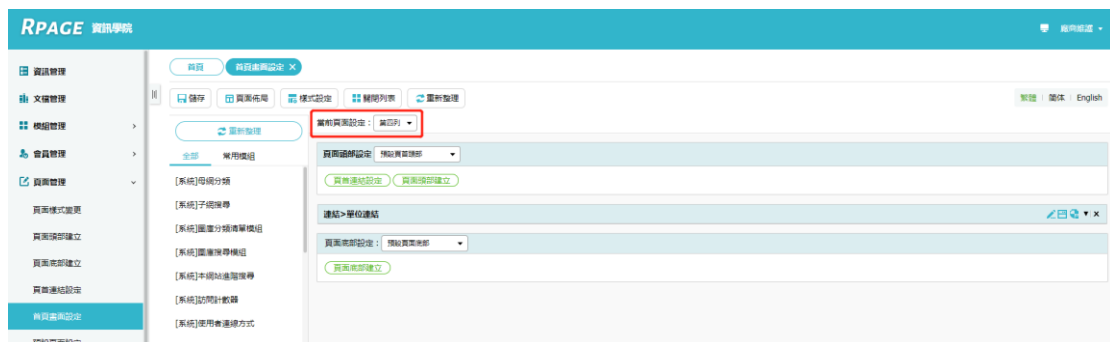 RPAGE 資訊學院
資訊管理
文檔管理
模組管理
會員管理
頁面管理
頁面樣式變更
頁面頭部建立
頁面底部建立
頁首連結設定
首頁畫面設定
首頁 首頁畫面設定 ×
儲存 頁面佈局 樣式設定 關閉列表 重新整理
繁體 简体 English
重新整理
全部 常用模組
[系統]母網分類
[系統]子網搜尋
[系統]圖庫分類清單模組
[系統]圖庫搜尋模組
[系統]本網站進階搜尋
[系統]訪問計數器
[系統]使用者連線方式
當前頁面設定： 第四列
頁面頭部設定 預設頁首頭部
頁首連結設定 頁面頭部建立
連結>單位連結
頁面底部設定： 預設頁面底部
頁面底部建立